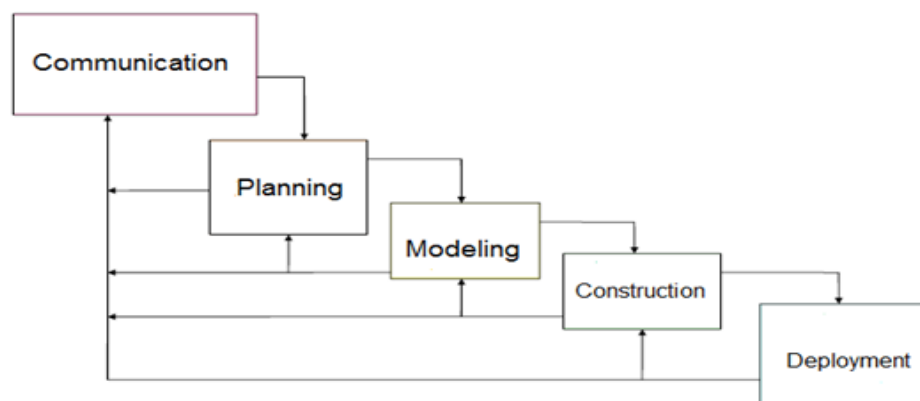 Communication
Planning
Modeling
Construction
Deployment